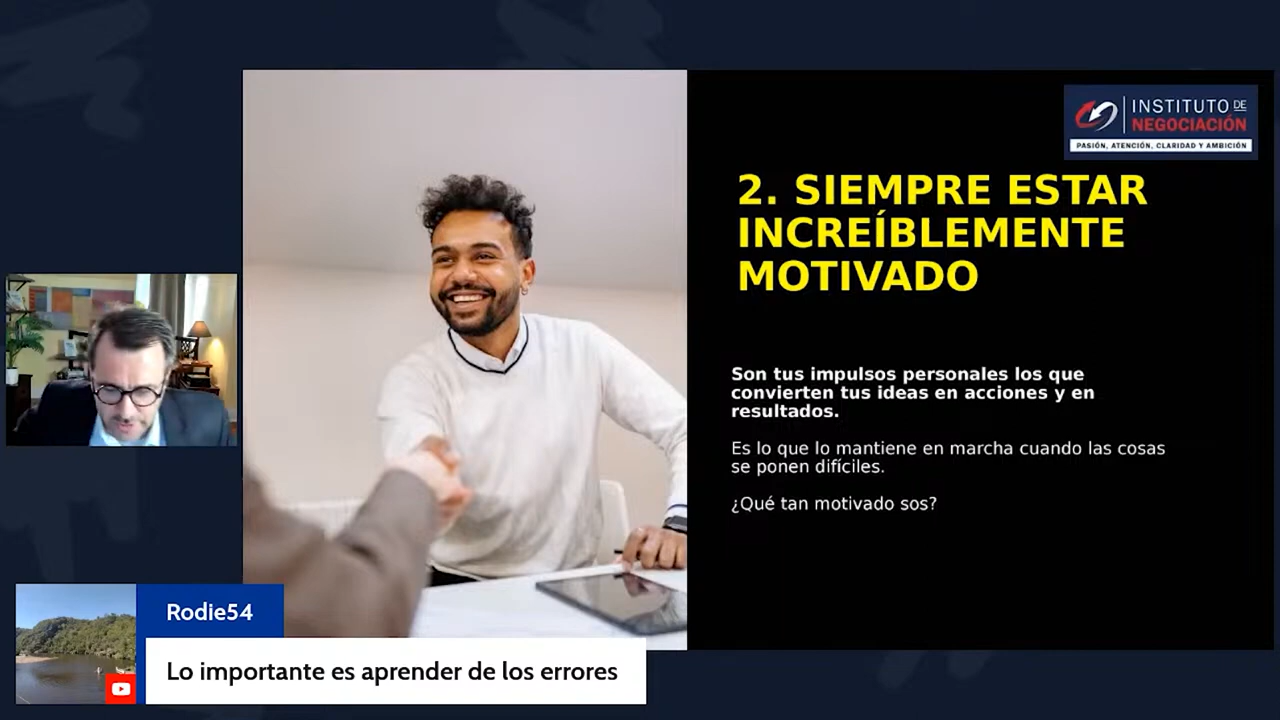 INSTITUTO DE
NEGOCIACIÓN
PASIÓN, ATENCIÓN, CLARIDAD Y AMBICIÓN
2. SIEMPRE ESTAR
INCREÍBLEMENTE
MOTIVADO
Son tus impulsos personales los que
convierten tus ideas en acciones y en
resultados.
Es lo que lo mantiene en marcha cuando las cosas
se ponen difíciles.
¿Qué tan motivado sos?
Rodie54
Lo importante es aprender de los errores